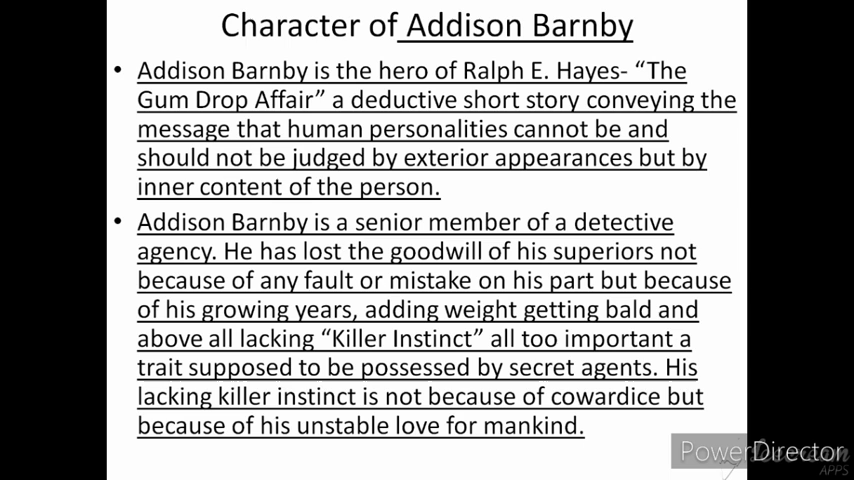 Character of Addison Barnby
• Addison Barnby is the hero of Ralph E. Hayes- “The
Gum Drop Affair” a deductive short story conveying the
message that human personalities cannot be and
should not be judged by exterior appearances but by
inner content of the person.
• Addison Barnby is a senior member of a detective
agency. He has lost the goodwill of his superiors not
because of any fault or mistake on his part but because
of his growing years, adding weight getting bald and
above all lacking “Killer Instinct” all too important a
trait supposed to be possessed by secret agents. His
lacking killer instinct is not because of cowardice but
because of his unstable love for mankind.
PowerDirector
APPS